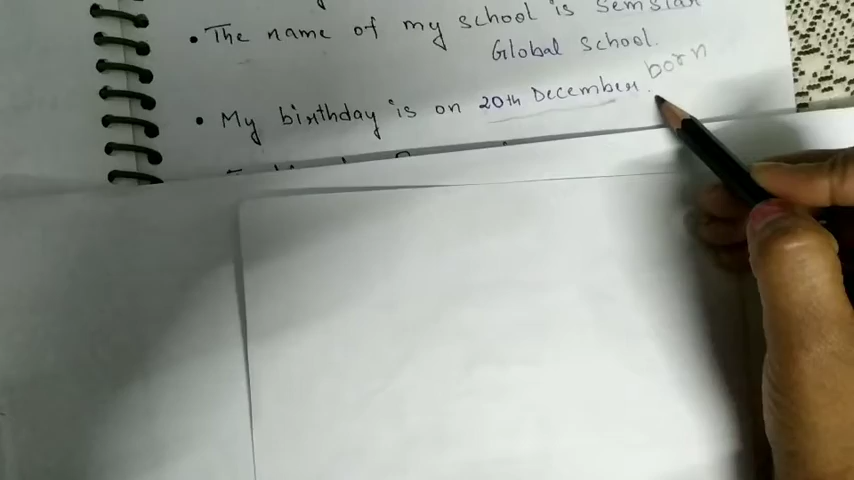 • The name of my school is
Global School.
born
• My birthday is on 20th December.